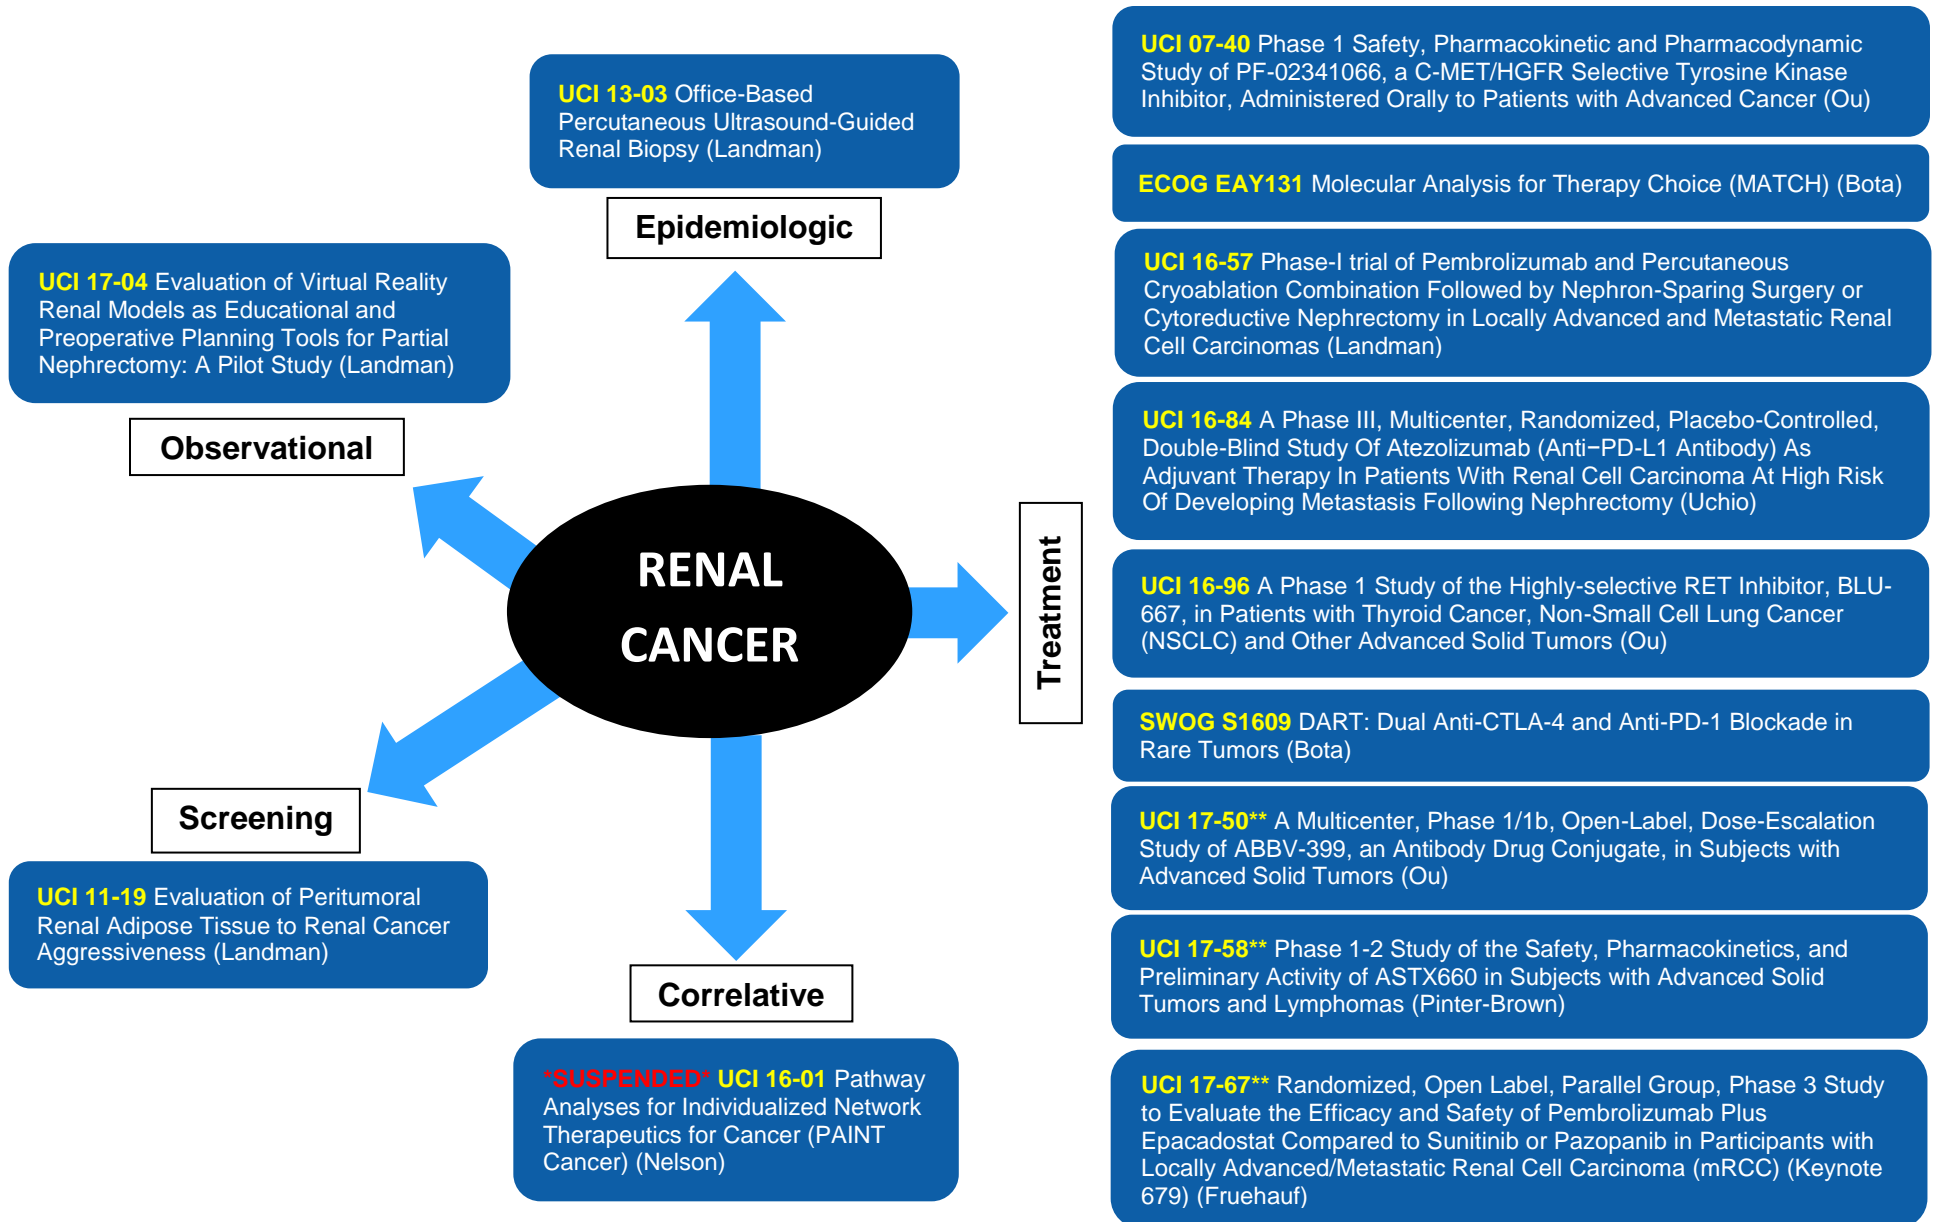 UCI 13-03 Office-Based
Percutaneous Ultrasound-Guided
Renal Biopsy (Landman)
Epidemiologic
UCI 17-04 Evaluation of Virtual Reality
Renal Models as Educational and
Preoperative Planning Tools for Partial
Nephrectomy: A Pilot Study (Landman)
Observational
RENAL
CANCER
Screening
UCI 11-19 Evaluation of Peritumoral
Renal Adipose Tissue to Renal Cancer
Aggressiveness (Landman)
Correlative
*SUSPENDED* UCI 16-01 Pathway
Analyses for Individualized Network
Therapeutics for Cancer (PAINT
Cancer) (Nelson)
Treatment
UCI 07-40 Phase 1 Safety, Pharmacokinetic and Pharmacodynamic
Study of PF-02341066, a C-MET/HGFR Selective Tyrosine Kinase
Inhibitor, Administered Orally to Patients with Advanced Cancer (Ou)
ECOG EAY131 Molecular Analysis for Therapy Choice (MATCH) (Bota)
UCI 16-57 Phase-I trial of Pembrolizumab and Percutaneous
Cryoablation Combination Followed by Nephron-Sparing Surgery or
Cytoreductive Nephrectomy in Locally Advanced and Metastatic Renal
Cell Carcinomas (Landman)
UCI 16-84 A Phase III, Multicenter, Randomized, Placebo-Controlled,
Double-Blind Study Of Atezolizumab (Anti−PD-L1 Antibody) As
Adjuvant Therapy In Patients With Renal Cell Carcinoma At High Risk
Of Developing Metastasis Following Nephrectomy (Uchio)
UCI 16-96 A Phase 1 Study of the Highly-selective RET Inhibitor, BLU-
667, in Patients with Thyroid Cancer, Non-Small Cell Lung Cancer
(NSCLC) and Other Advanced Solid Tumors (Ou)
SWOG S1609 DART: Dual Anti-CTLA-4 and Anti-PD-1 Blockade in
Rare Tumors (Bota)
UCI 17-50** A Multicenter, Phase 1/1b, Open-Label, Dose-Escalation
Study of ABBV-399, an Antibody Drug Conjugate, in Subjects with
Advanced Solid Tumors (Ou)
UCI 17-58** Phase 1-2 Study of the Safety, Pharmacokinetics, and
Preliminary Activity of ASTX660 in Subjects with Advanced Solid
Tumors and Lymphomas (Pinter-Brown)
UCI 17-67** Randomized, Open Label, Parallel Group, Phase 3 Study
to Evaluate the Efficacy and Safety of Pembrolizumab Plus
Epacadostat Compared to Sunitinib or Pazopanib in Participants with
Locally Advanced/Metastatic Renal Cell Carcinoma (mRCC) (Keynote
679) (Fruehauf)